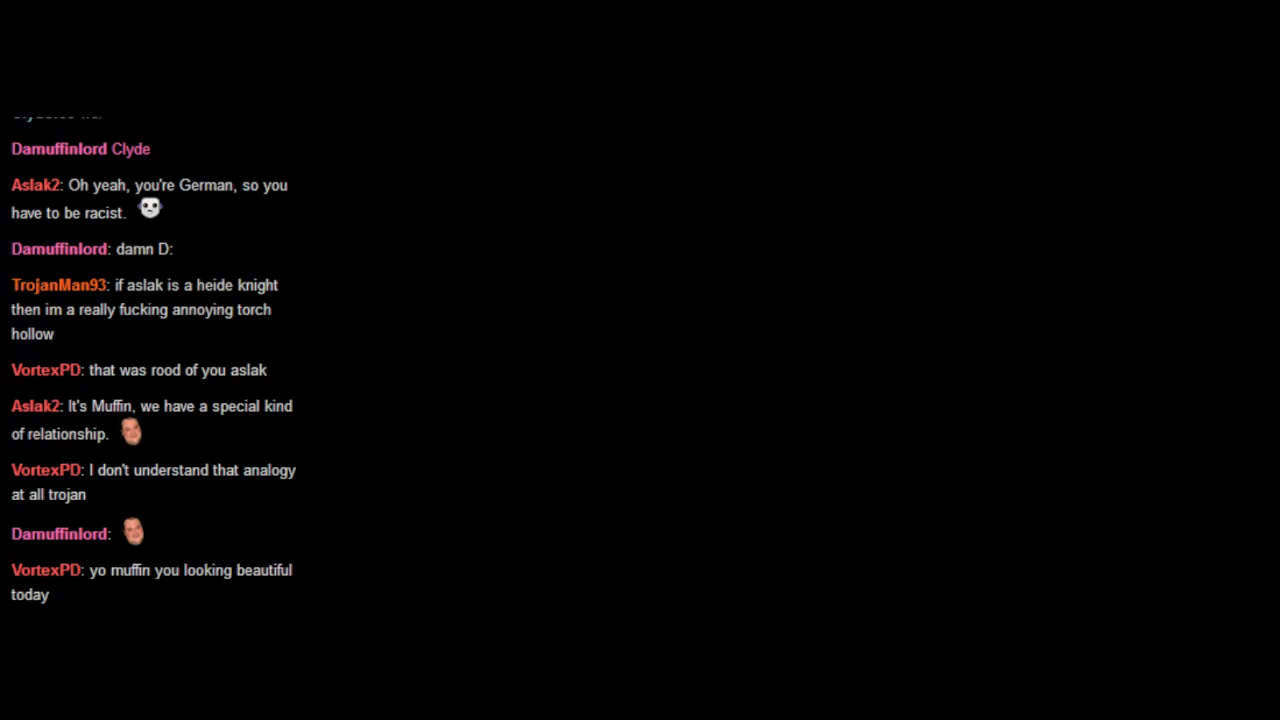 Damuffinlord Clyde
Aslak2: Oh yeah, you're German, so you
have to be racist.
Damuffinlord: damn D:
TrojanMan93: if aslak is a heide knight
then im a really fucking annoying torch
hollow
VortexPD: that was rood of you aslak
Aslak2: It's Muffin, we have a special kind
of relationship.
VortexPD: I don't understand that analogy
at all trojan
Damuffinlord:
VortexPD: yo muffin you looking beautiful
today